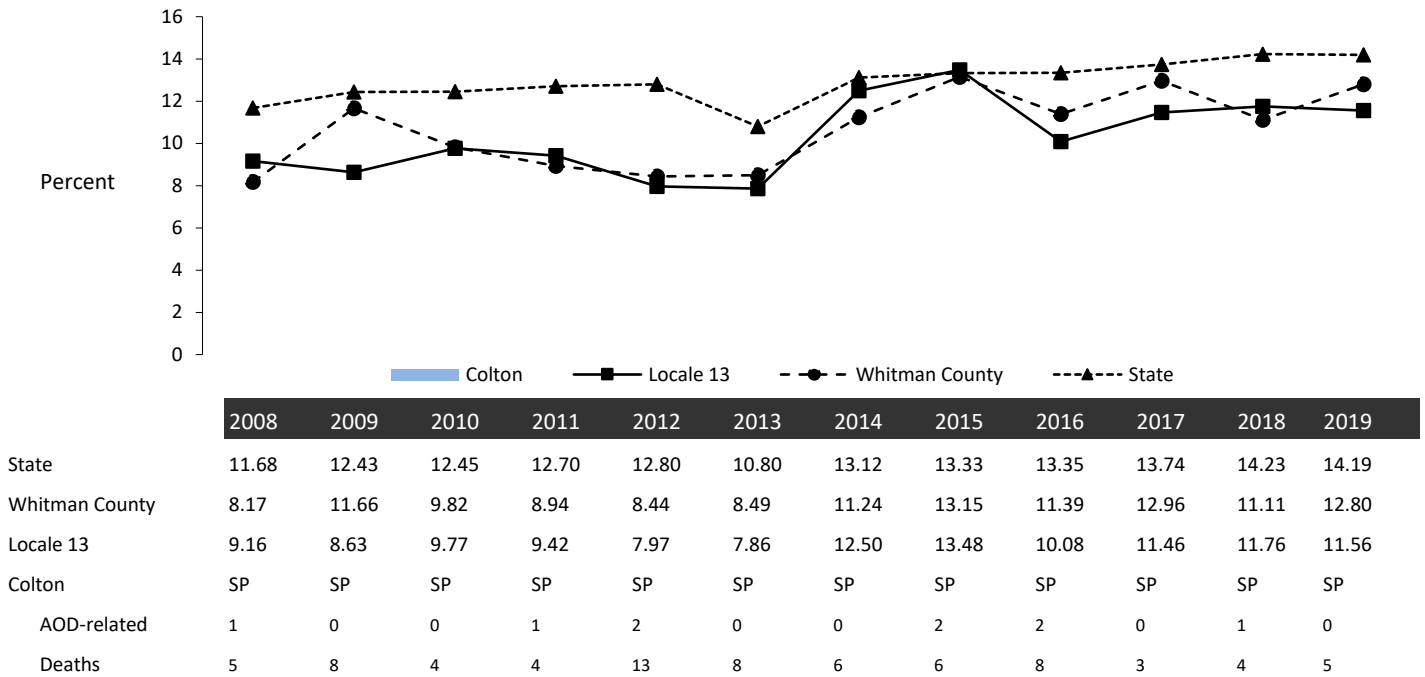 16
14
12
10
8
6
4
2
0
Percent
Colton Locale 13 Whitman County State
2008 2009 2010 2011 2012 2013 2014 2015 2016 2017 2018 2019
State 11.68 12.43 12.45 12.70 12.80 10.80 13.12 13.33 13.35 13.74 14.23 14.19
Whitman County 8.17 11.66 9.82 8.94 8.44 8.49 11.24 13.15 11.39 12.96 11.11 12.80
Locale 13 9.16 8.63 9.77 9.42 7.97 7.86 12.50 13.48 10.08 11.46 11.76 11.56
Colton SP SP SP SP SP SP SP SP SP SP SP SP
AOD-related 1 0 0 1 2 0 0 2 2 0 1 0
Deaths 5 8 4 4 13 8 6 6 8 3 4 5